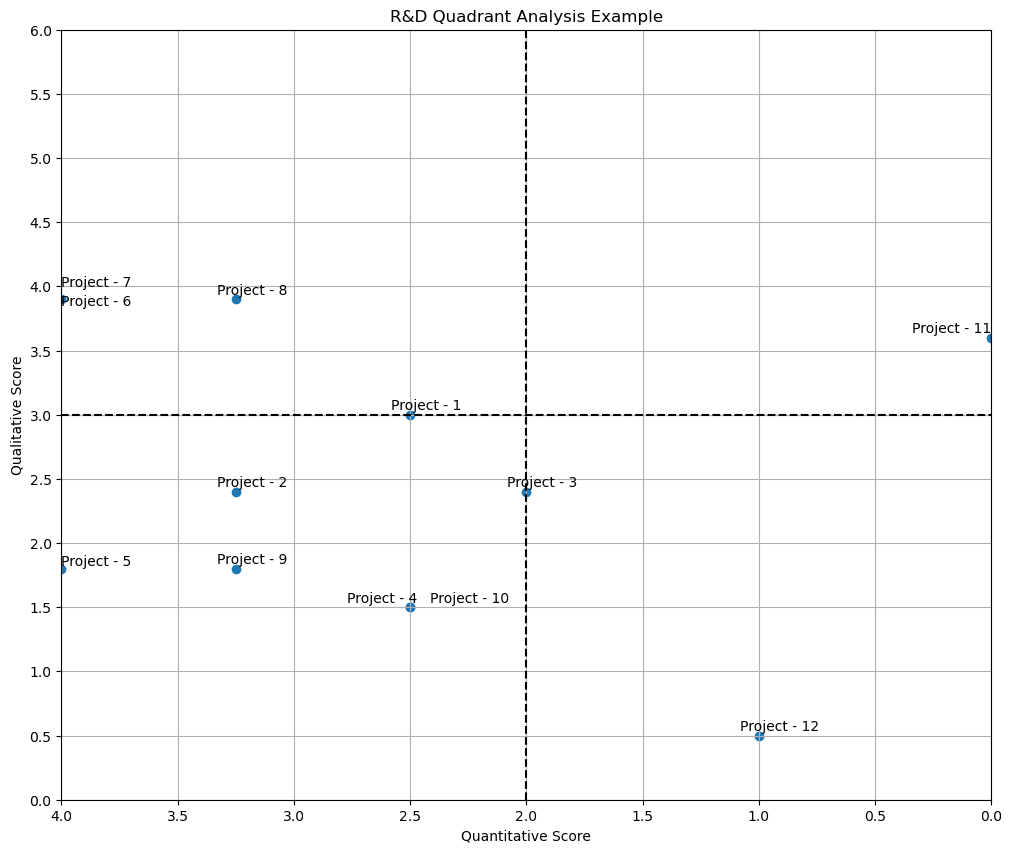 R&D Quadrant Analysis Example
6.0
5.5
5.0
4.5
4.0
3.5
3.0
2.5
2.0
1.5
1.0
0.5
0.0
Qualitative Score
Project - 7
Project - 8
Project - 6
Project - 11
Project - 1
Project - 2
Project - 3
Project - 5
Project - 9
Project - 4
Project - 10
Project - 12
4.0 3.5 3.0 2.5 2.0 1.5 1.0 0.5 0.0
Quantitative Score